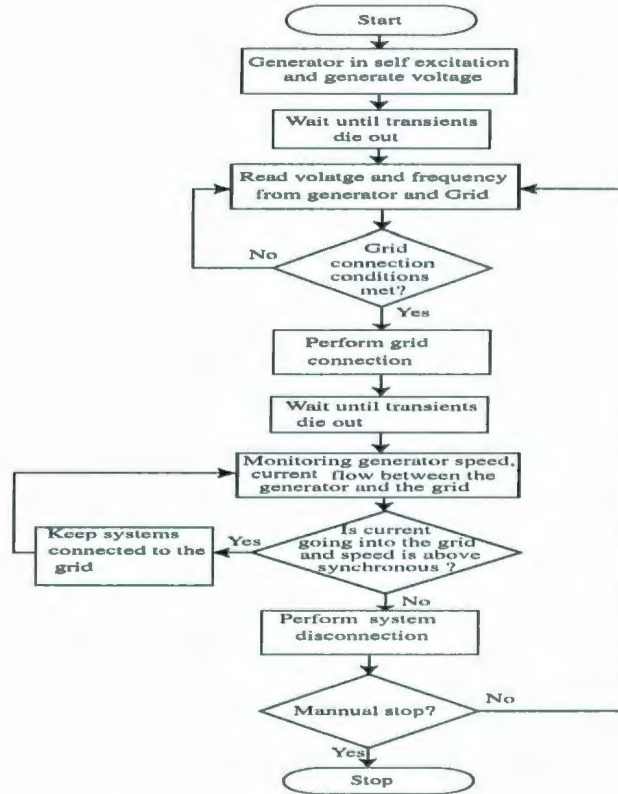 Start
Generator in self excitation
and generate voltage
Wait until transients
die out
Read volatge and frequency
from generator and Grid
No
Grid
connection
conditions
met?
Yes
Perform grid
connection
Wait until transients
die out
Monitoring generator speed,
current flow between the
generator and the grid
Keep systems
connected to the
grid
Yes
Is current
going into the grid
and speed is above
synchronous ?
No
Perform system
disconnection
Mannual stop?
No
Yes
Stop